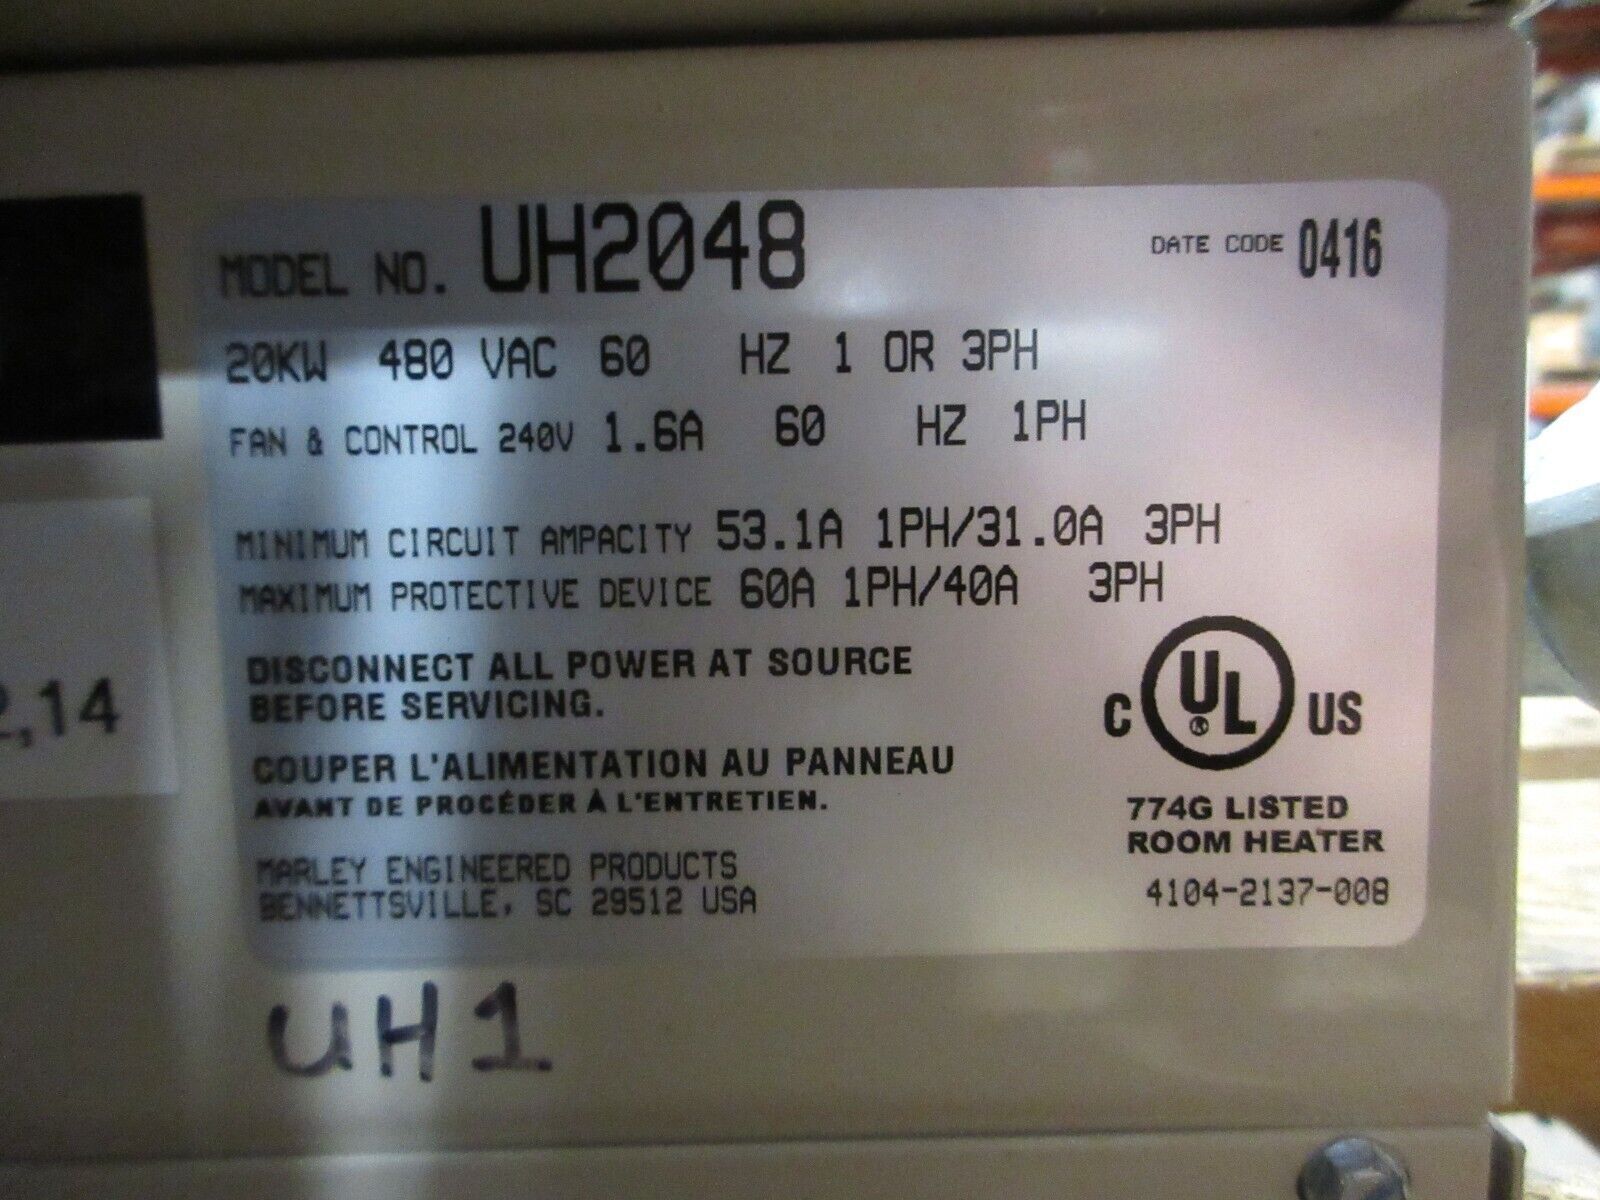 MODEL NO. UH2048 DATE CODE 0416
20KW 480 VAC 60 HZ 1 OR 3PH
FAN & CONTROL 240V 1.6A 60 HZ 1PH
MINIMUM CIRCUIT AMPACITY 53.1A 1PH/31.0A 3PH
MAXIMUM PROTECTIVE DEVICE 60A 1PH/40A 3PH
DISCONNECT ALL POWER AT SOURCE
BEFORE SERVICING.
COUPER L'ALIMENTATION AU PANNEAU
AVANT DE PROCÉDER À L'ENTRETIEN.
MARLEY ENGINEERED PRODUCTS
BENNETTSVILLE, SC 29512 USA
C UL ® US
774G LISTED
ROOM HEATER
4104-2137-008
,14
UH1